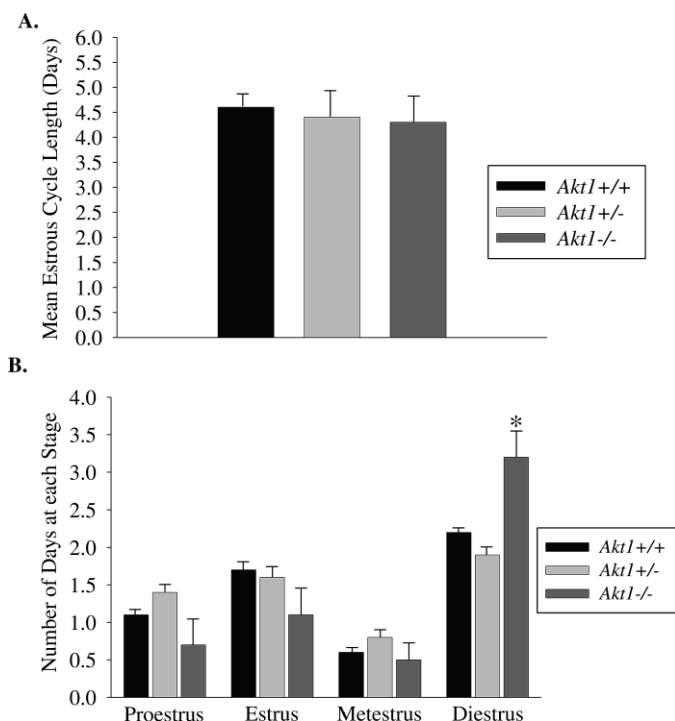 A.
Mean Estrous Cycle Length (Days)
6.0
5.5
5.0
4.5
4.0
3.5
3.0
2.5
2.0
1.5
1.0
0.5
0.0
Akt1+/+
Akt1+/-
Akt1-/-
B.
Number of Days at each Stage
4.0
3.5
3.0
2.5
2.0
1.5
1.0
0.5
0.0
*
Akt1+/+
Akt1+/-
Akt1-/-
Proestrus Estrus Metestrus Diestrus